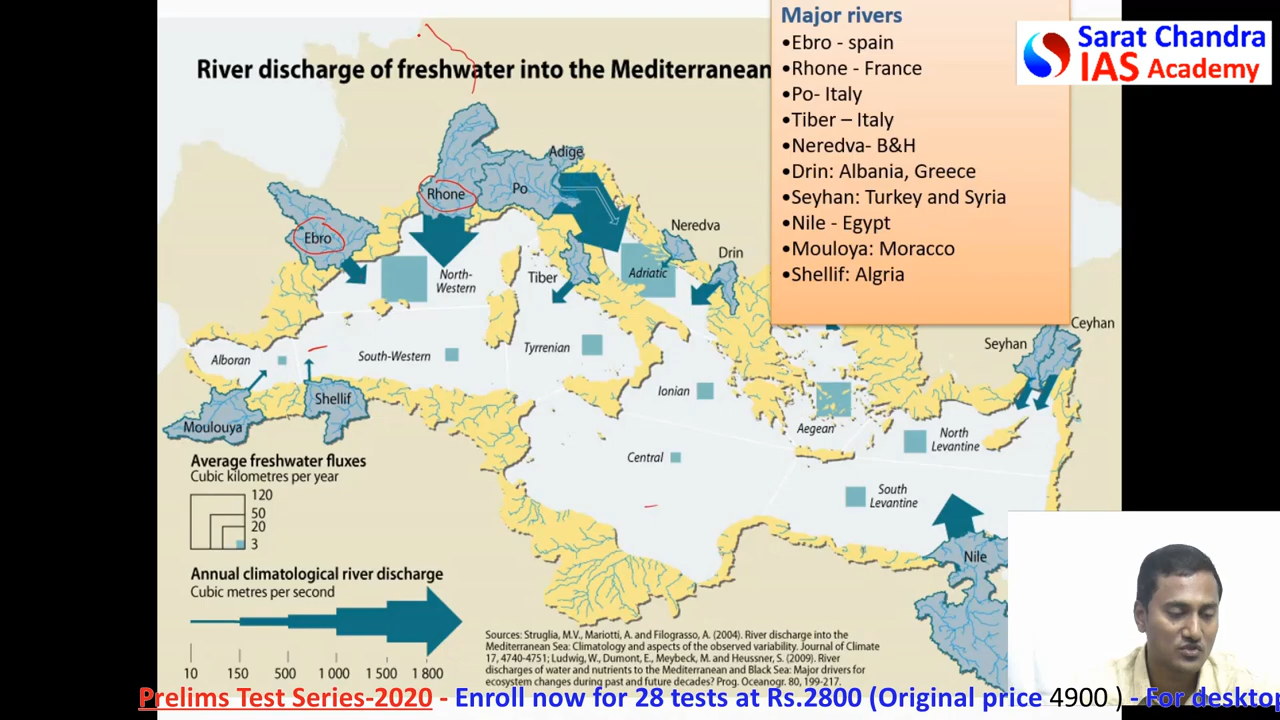 River discharge of freshwater into the Mediterranean
Major rivers
•Ebro - spain
•Rhone - France
•Po- Italy
•Tiber – Italy
•Neredva- B&H
•Drin: Albania, Greece
•Seyhan: Turkey and Syria
•Nile - Egypt
•Mouloya: Moracco
•Shellif: Algria
Sarat Chandra
IAS Academy
Adige
Rhone
Po
Ebro
Neredva
Drin
North-
Western
Tiber
Adriatic
Ceyhan
Seyhan
Alboran
South-Western
Tyrrenian
Ionian
Shellif
Moulouya
Aegean
North
Levantine
Central
South
Levantine
Nile
Average freshwater fluxes
Cubic kilometres per year
120
50
20
3
Annual climatological river discharge
Cubic metres per second
10 150 500 1 000 1 500 1 800
Sources: Struglia, M.V., Mariotti, A. and Filograsso, A. (2004). River discharge into the
Mediterranean Sea: Climatology and aspects of the observed variability. Journal of Climate
17, 4740-4751; Ludwig, W., Dumont, E., Meybeck, M. and Heussner, S. (2009). River
discharges of water and nutrients to the Mediterranean and Black Sea: Major drivers for
ecosystem changes during past and future decades? Prog. Oceanogr. 80, 199-217.
Prelims Test Series-2020 - Enroll now for 28 tests at Rs.2800 (Original price 4900 ) - For desktop